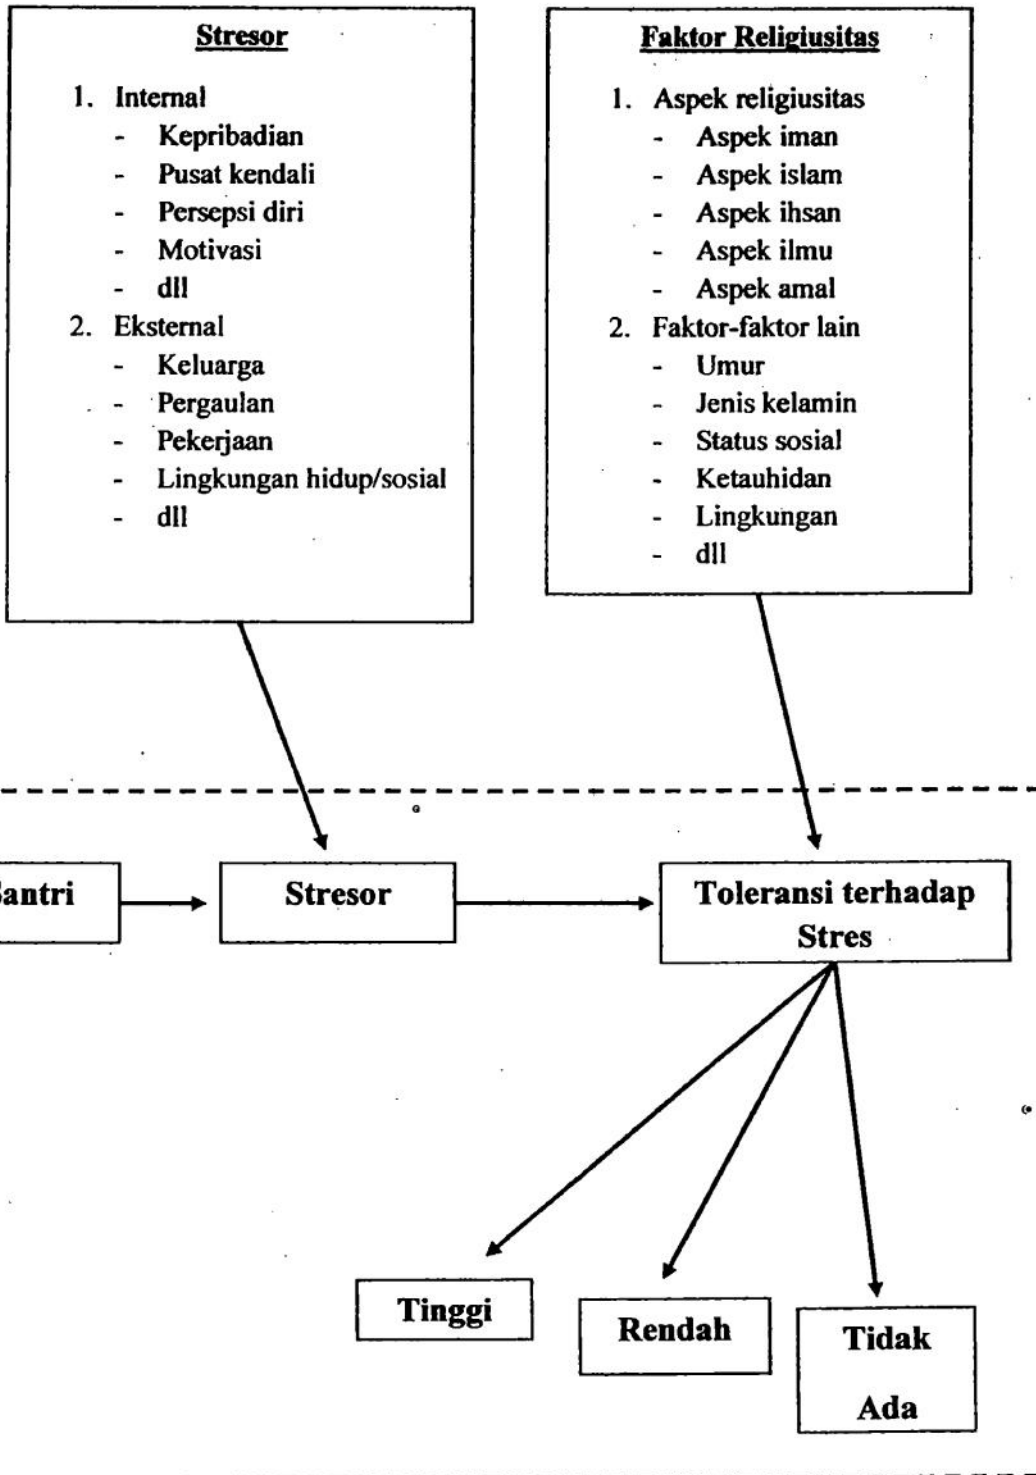 Stresor
1. Internal
- Kepribadian
- Pusat kendali
- Persepsi diri
- Motivasi
- dll
2. Eksternal
- Keluarga
- Pergaulan
- Pekerjaan
- Lingkungan hidup/sosial
- dll
Faktor Religiusitas
1. Aspek religiusitas
- Aspek iman
- Aspek islam
- Aspek ihsan
- Aspek ilmu
- Aspek amal
2. Faktor-faktor lain
- Umur
- Jenis kelamin
- Status sosial
- Ketauhidan
- Lingkungan
- dll
antri
Stresor
Toleransi terhadap
Stres
Tinggi
Rendah
Tidak
Ada